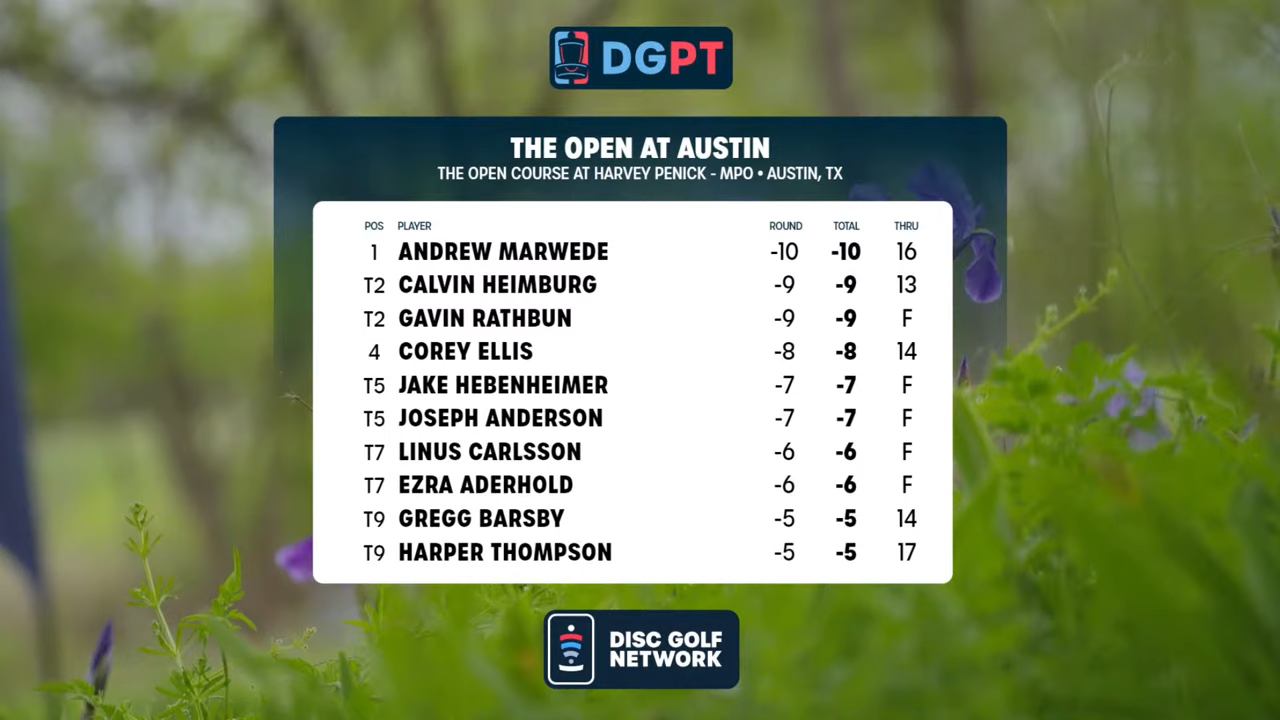 DGPT
THE OPEN AT AUSTIN
THE OPEN COURSE AT HARVEY PENICK - MPO • AUSTIN, TX
POS PLAYER ROUND TOTAL THRU
1 ANDREW MARWEDE -10 -10 16
T2 CALVIN HEIMBURG -9 -9 13
T2 GAVIN RATHBUN -9 -9 F
4 COREY ELLIS -8 -8 14
T5 JAKE HEBENHEIMER -7 -7 F
T5 JOSEPH ANDERSON -7 -7 F
T7 LINUS CARLSSON -6 -6 F
T7 EZRA ADERHOLD -6 -6 F
T9 GREGG BARSBY -5 -5 14
T9 HARPER THOMPSON -5 -5 17
DISC GOLF
NETWORK